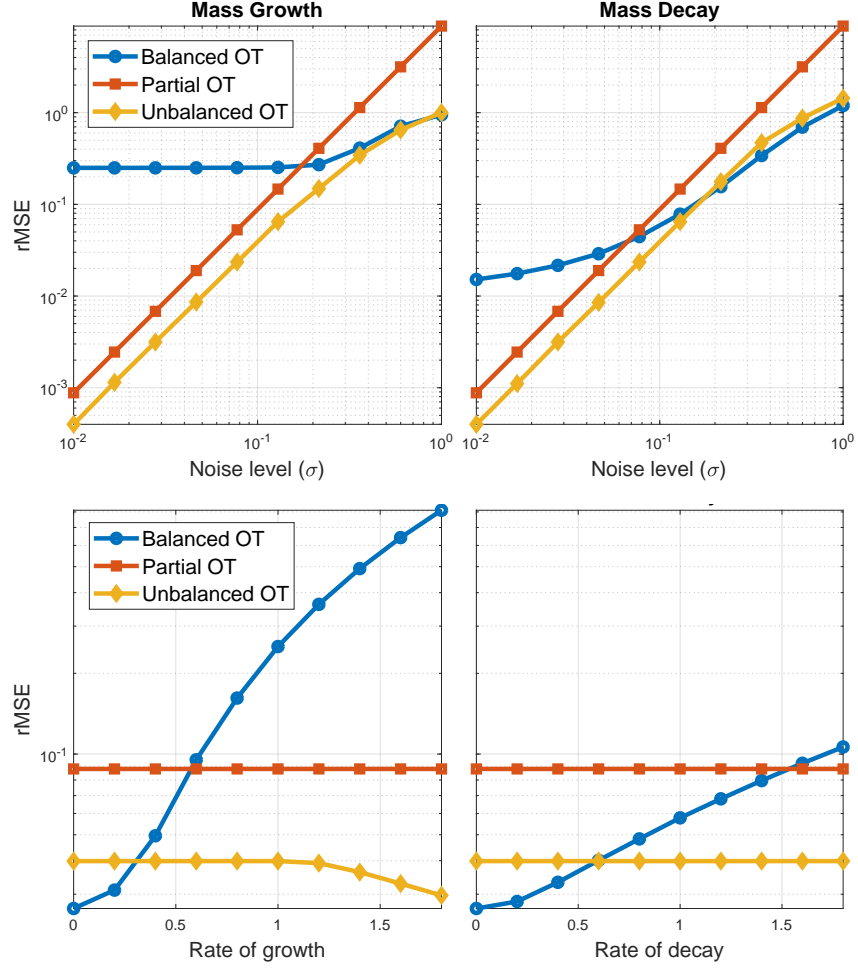 Mass Growth
Mass Decay
Balanced OT
Partial OT
Unbalanced OT
rMSE
10^0
10^-1
10^-2
10^-3
10^-2
10^-1
10^0
Noise level (σ)
10^-2
10^-1
10^0
Noise level (σ)
Balanced OT
Partial OT
Unbalanced OT
rMSE
10^-1
0
0.5
1
1.5
Rate of growth
0
0.5
1
1.5
Rate of decay